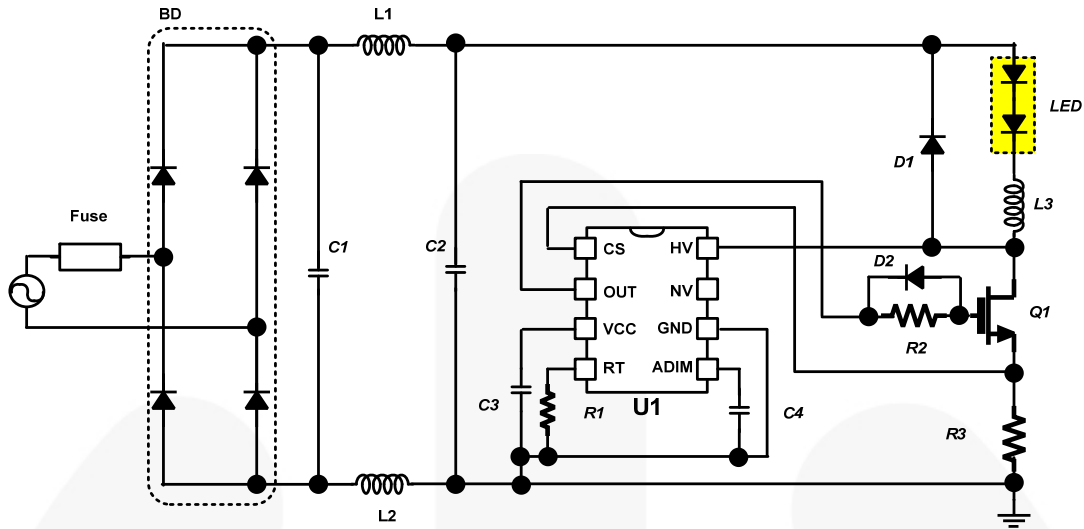 BD
L1
LED
D1
Fuse
L3
C1
C2
CS
HV
D2
OUT
NV
Q1
VCC
GND
R2
RT
ADIM
C3
R1
U1
C4
R3
L2